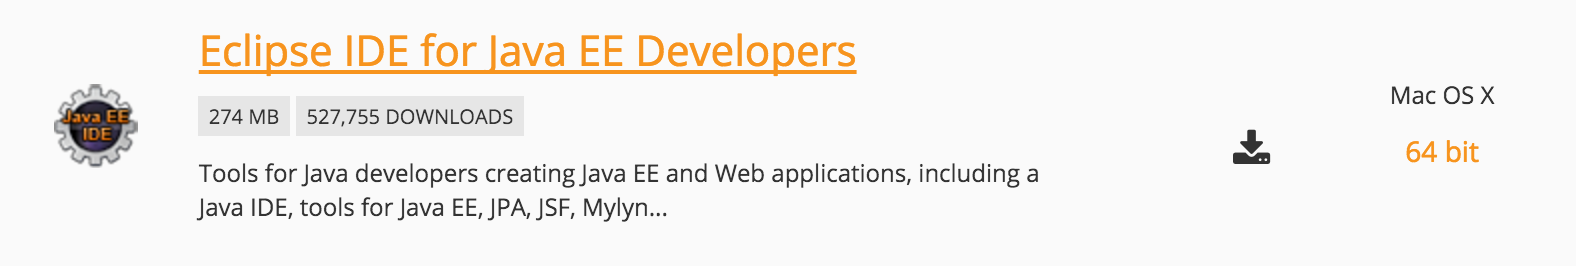 Eclipse IDE for Java EE Developers
274 MB
527,755 DOWNLOADS
Tools for Java developers creating Java EE and Web applications, including a
Java IDE, tools for Java EE, JPA, JSF, Mylyn...
Java EE
IDE
Mac OS X
64 bit